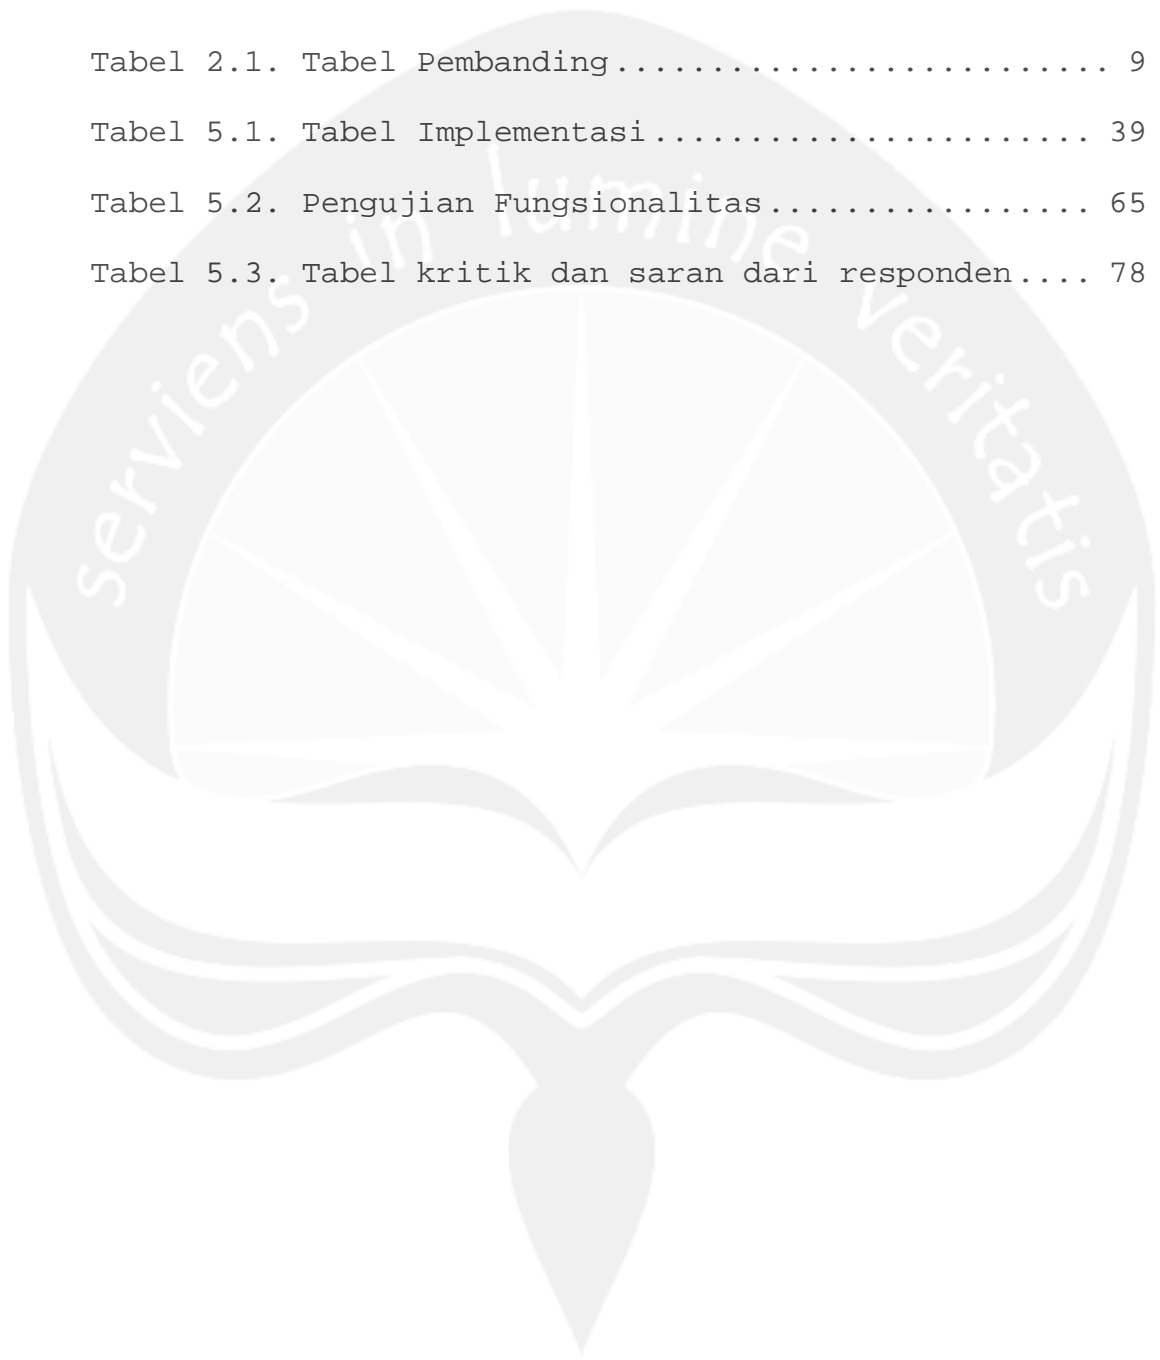 Tabel 2.1. Tabel Pembanding.......................... 9
Tabel 5.1. Tabel Implementasi....................... 39
Tabel 5.2. Pengujian Fungsionalitas................. 65
Tabel 5.3. Tabel kritik dan saran dari responden.... 78
serviens in lumine veritatis